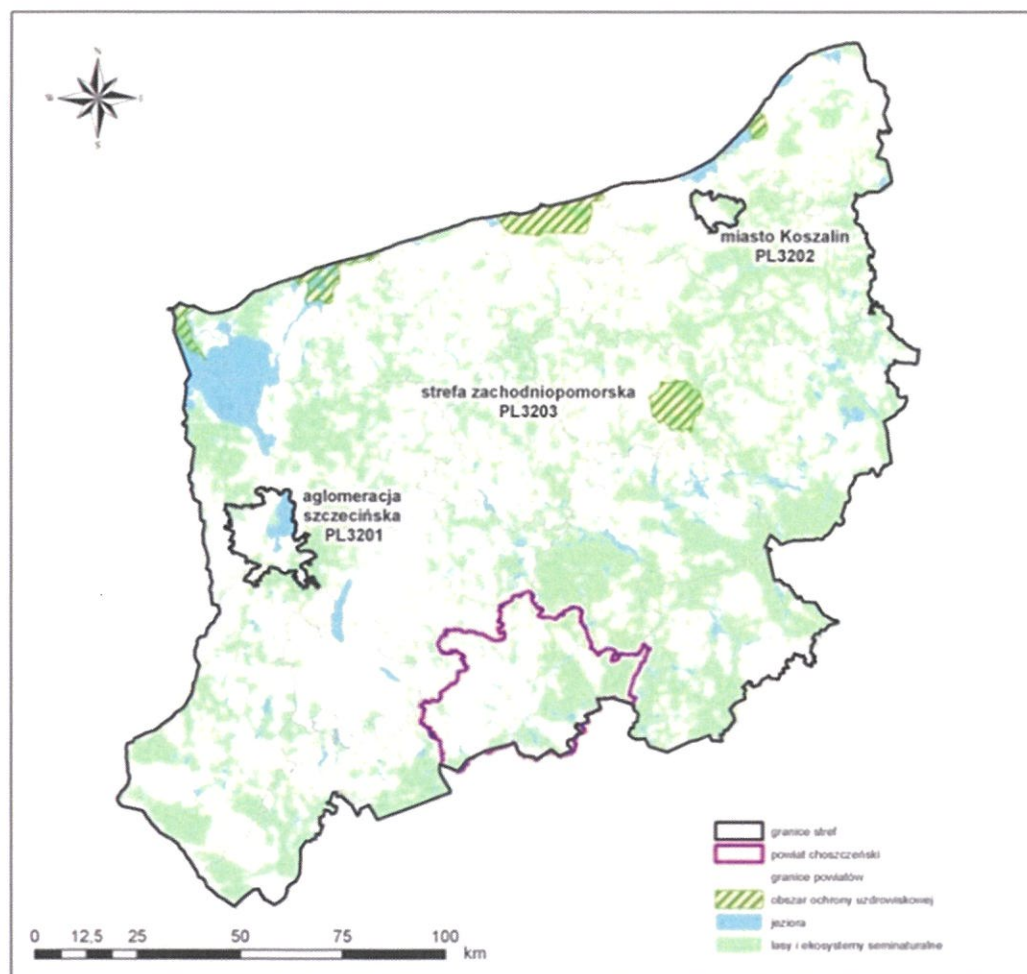 N
W
S
miasto Koszalin
PL3202
strefa zachodniopomorska
PL3203
aglomeracja
szczecińska
PL3201
granice stref
powiat choszczeński
granice powiatów
obszar ochrony uzdrowiskowej
jeziora
lasy i ekosystemy seminaturalne
0 12,5 25 50 75 100
km